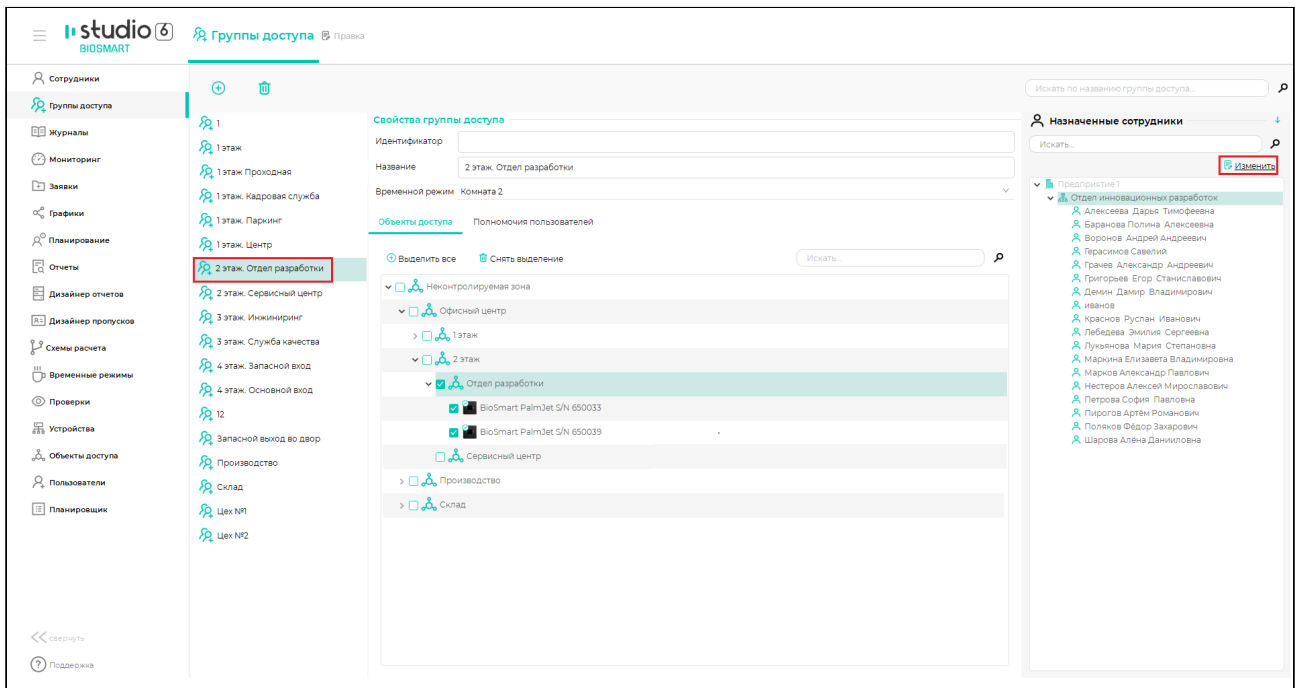 studio 6
BIOSMART
Группы доступа
Правка
Сотрудники
Группы доступа
Журналы
Мониторинг
Заявки
Графики
Планирование
Отчеты
Дизайнер отчетов
Дизайнер пропусков
Схемы расчета
Временные режимы
Проверки
Устройства
Объекты доступа
Пользователи
Планировщик
свернуть
Поддержка
1
1 этаж
1 этаж Проходная
1 этаж. Кадровая служба
1 этаж. Паркинг
1 этаж. Центр
2 этаж. Отдел разработки
2 этаж. Сервисный центр
3 этаж. Инжиниринг
3 этаж. Служба качества
4 этаж. Запасной вход
4 этаж. Основной вход
12
Запасной выход во двор
Производство
Склад
Цех №1
Цех №2
Свойства группы доступа
Идентификатор
Название 2 этаж. Отдел разработки
Временной режим Комната 2
Объекты доступа Полномочия пользователей
Выделить все Снять выделение Искать...
Неконтролируемая зона
Офисный центр
1 этаж
2 этаж
Отдел разработки
BioSmart PalmJet S/N 650033
BioSmart PalmJet S/N 650039
Сервисный центр
Производство
Склад
Искать по названию группы доступа...
Назначенные сотрудники
Искать...
Изменить
Предприятие 1
Отдел инновационных разработок
Алексеева Дарья Тимофеевна
Баранова Полина Алексеевна
Воронов Андрей Андреевич
Герасимов Савелий
Грачев Александр Андреевич
Григорьев Егор Станиславович
Демин Дамир Владимирович
иванов
Краснов Руслан Иванович
Лебедева Эмилия Сергеевна
Лукьянова Мария Степановна
Маркина Елизавета Владимировна
Марков Александр Павлович
Нестеров Алексей Мирославович
Петрова София Павловна
Пирогов Артём Романович
Поляков Фёдор Захарович
Шарова Алёна Данииловна